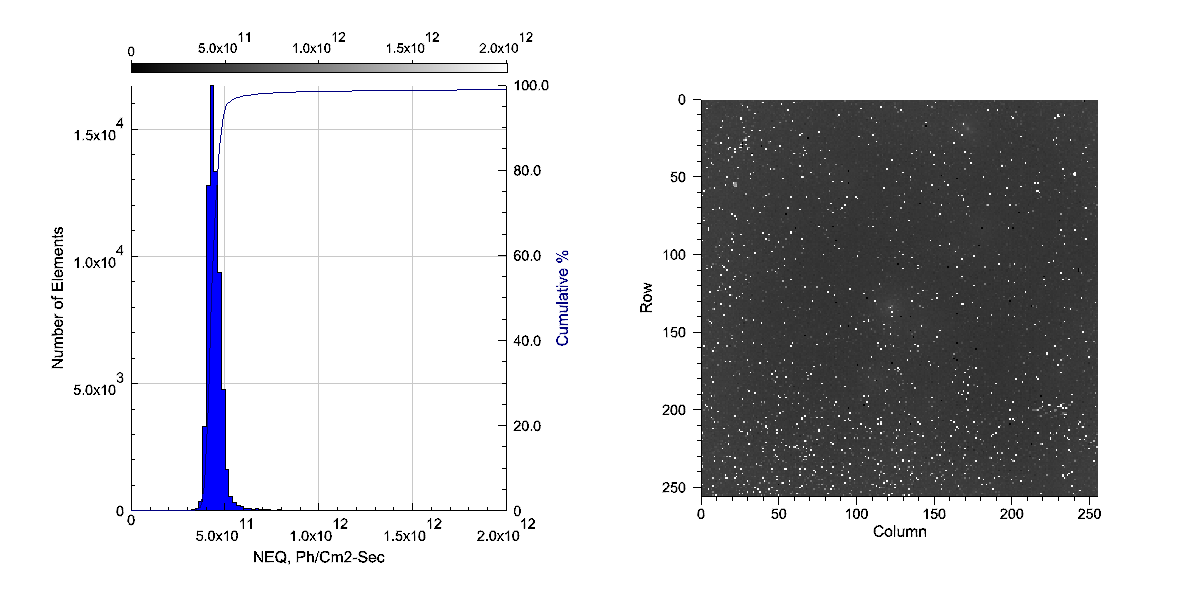 0 5.0x10^11 1.0x10^12 1.5x10^12 2.0x10^12
100.0
1.5x10^4
80.0
1.0x10^4 60.0
40.0
5.0x10^3
20.0
0 0
0 5.0x10^11 1.0x10^12 1.5x10^12 2.0x10^12
NEQ, Ph/Cm2-Sec
Number of Elements
Cumulative %
0
50
100
150
200
250
Row
0 50 100 150 200 250
Column